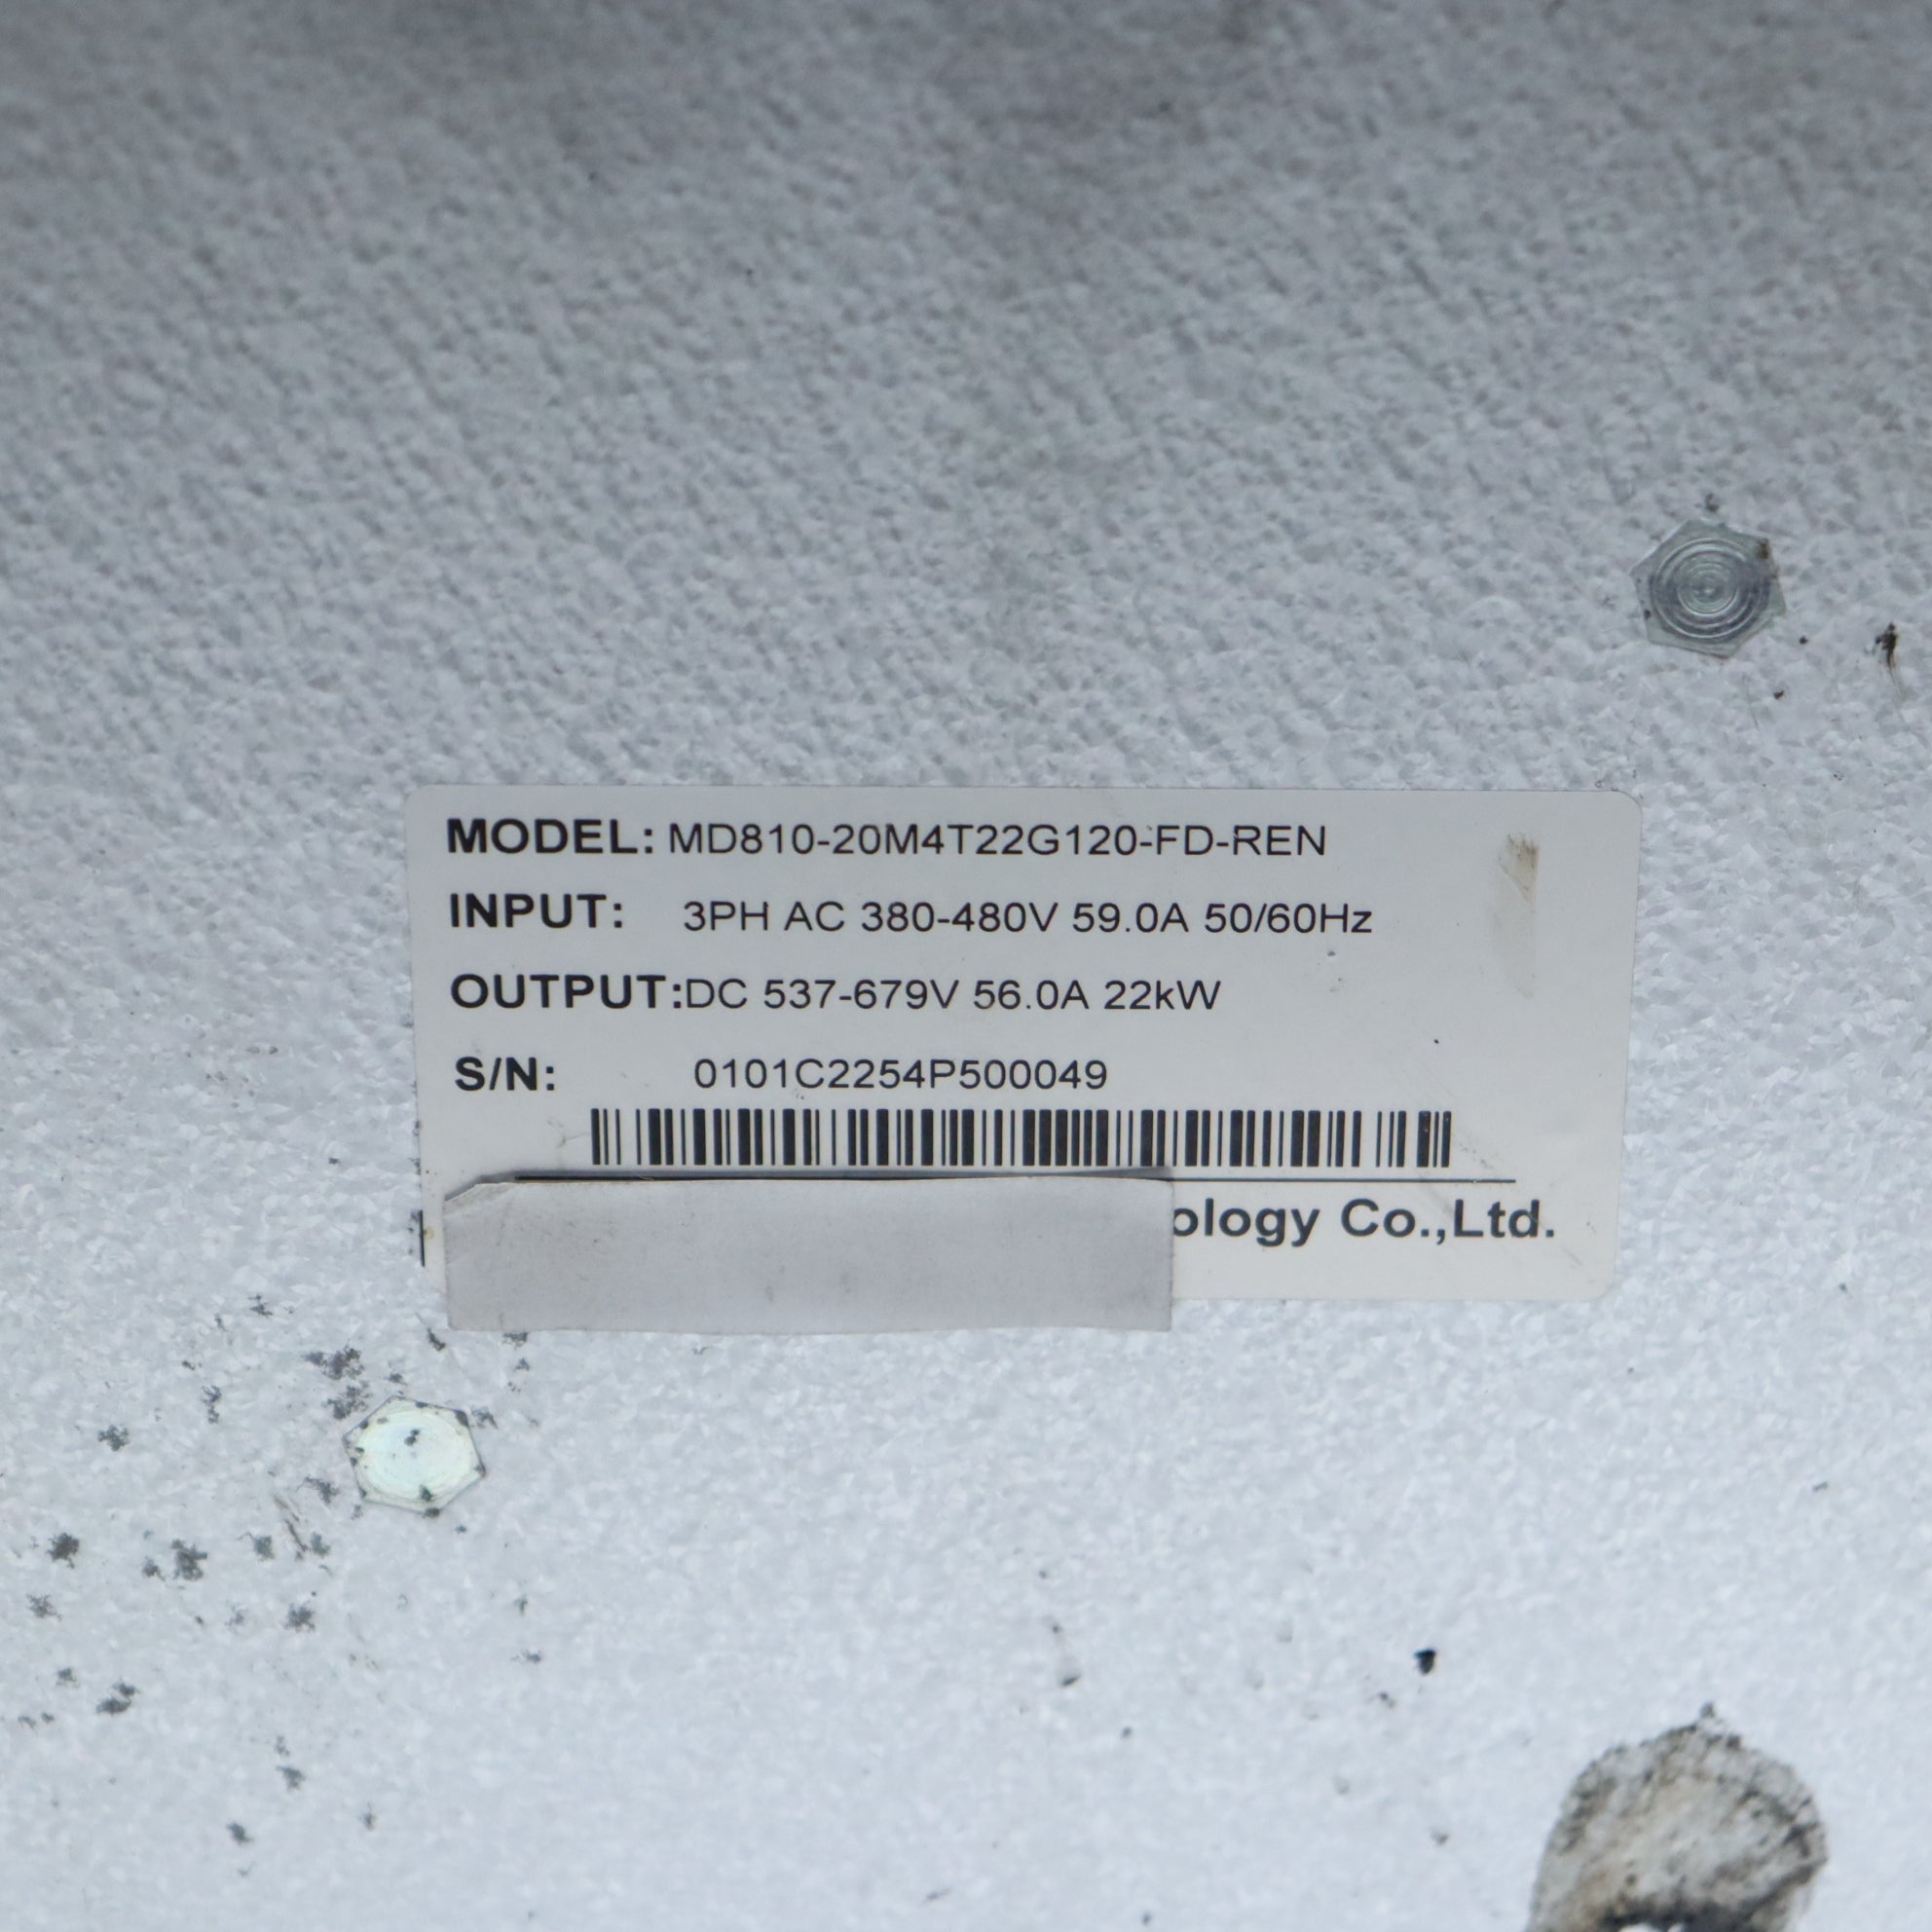 MODEL: MD810-20M4T22G120-FD-REN
INPUT: 3PH AC 380-480V 59.0A 50/60Hz
OUTPUT:DC 537-679V 56.0A 22kW
S/N: 0101C2254P500049
ology Co.,Ltd.